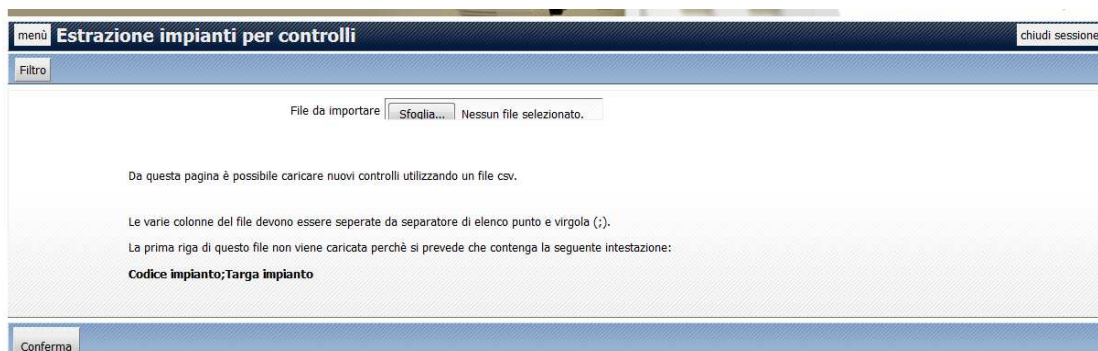 menù Estrazione impianti per controlli chiudi sessione
Filtro
File da importare Sfoglia... Nessun file selezionato.
Da questa pagina è possibile caricare nuovi controlli utilizzando un file csv.
Le varie colonne del file devono essere seperate da separatore di elenco punto e virgola (;).
La prima riga di questo file non viene caricata perchè si prevede che contenga la seguente intestazione:
Codice impianto;Targa impianto
Conferma